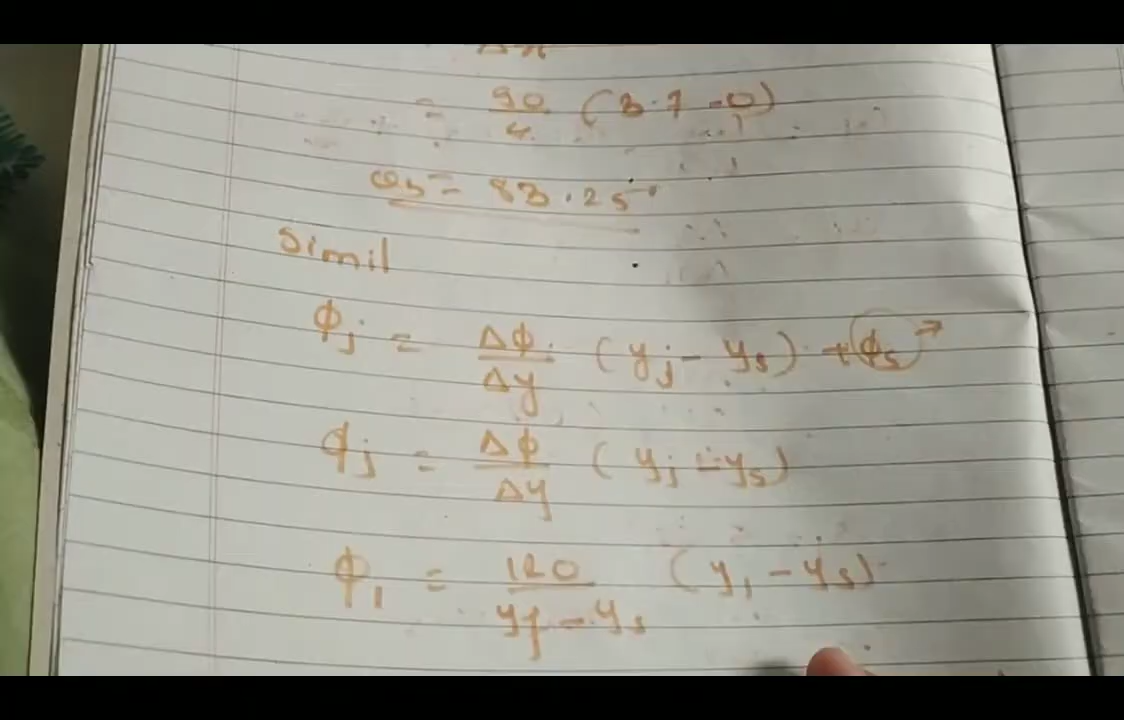 = 90/4 (3.7 - 0)
θ₅ = 83.25°
Simil
ϕj = Δϕ/Δy (yj - ys) + ϕs →
ϕj = Δϕ/Δy (yj - ys)
ϕ1 = 120/yf - ys (y1 - ys)